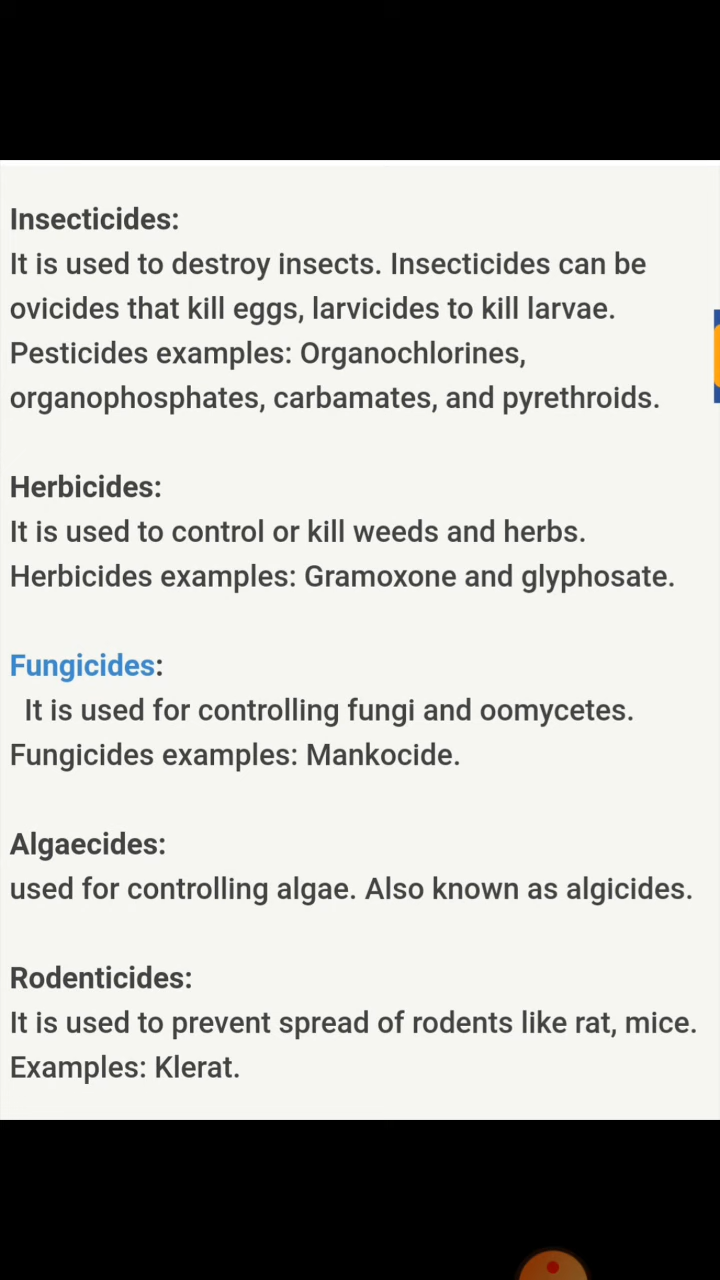 Insecticides:
It is used to destroy insects. Insecticides can be
ovicides that kill eggs, larvicides to kill larvae.
Pesticides examples: Organochlorines,
organophosphates, carbamates, and pyrethroids.
Herbicides:
It is used to control or kill weeds and herbs.
Herbicides examples: Gramoxone and glyphosate.
Fungicides:
It is used for controlling fungi and oomycetes.
Fungicides examples: Mankocide.
Algaecides:
used for controlling algae. Also known as algicides.
Rodenticides:
It is used to prevent spread of rodents like rat, mice.
Examples: Klerat.